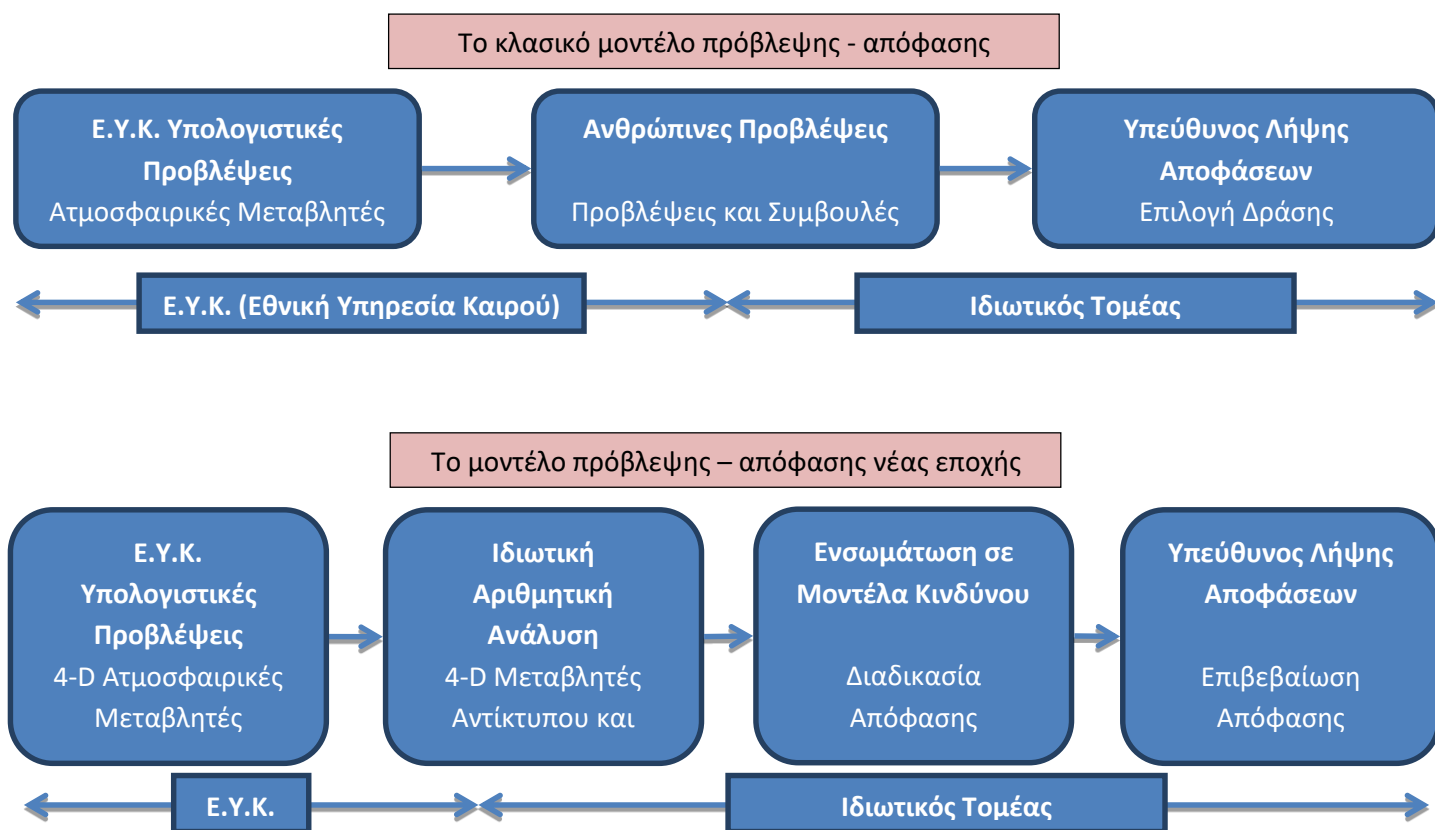 Το κλασικό μοντέλο πρόβλεψης - απόφασης
Ε.Υ.Κ. Υπολογιστικές
Προβλέψεις
Ατμοσφαιρικές Μεταβλητές
Ανθρώπινες Προβλέψεις
Προβλέψεις και Συμβουλές
Υπεύθυνος Λήψης
Αποφάσεων
Επιλογή Δράσης
Ε.Υ.Κ. (Εθνική Υπηρεσία Καιρού)
Ιδιωτικός Τομέας
Το μοντέλο πρόβλεψης – απόφασης νέας εποχής
Ε.Υ.Κ.
Υπολογιστικές
Προβλέψεις
4-D Ατμοσφαιρικές
Μεταβλητές
Ιδιωτική
Αριθμητική
Ανάλυση
4-D Μεταβλητές
Αντίκτυπου και
Ενσωμάτωση σε
Μοντέλα Κινδύνου
Διαδικασία
Απόφασης
Υπεύθυνος Λήψης
Αποφάσεων
Επιβεβαίωση
Απόφασης
Ε.Υ.Κ.
Ιδιωτικός Τομέας